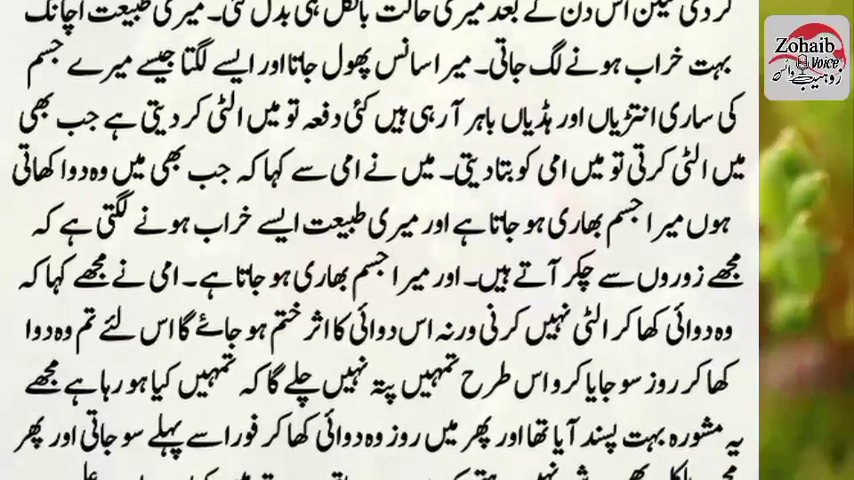 کر دی لیکن اس دن کے بعد میری حالت بالکل ہی بدل گئی۔ میری طبیعت اچانک
بہت خراب ہونے لگ جاتی۔ میرا سانس پھول جاتا اور ایسے لگتا جیسے میرے جسم
کی ساری انتڑیاں اور ہڈیاں باہر آ رہی ہیں کئی دفعہ تو میں الٹی کر دیتی ہے جب بھی
میں الٹی کرتی تو میں امی کو بتا دیتی۔ میں نے امی سے کہا کہ جب بھی میں وہ دوا کھاتی
ہوں میرا جسم بھاری ہو جاتا ہے اور میری طبیعت ایسے خراب ہونے لگتی ہے کہ
مجھے زوروں سے چکر آتے ہیں۔ اور میرا جسم بھاری ہو جاتا ہے۔ امی نے مجھے کہا کہ
وہ دوائی کھا کر الٹی نہیں کرنی ورنہ اس دوائی کا اثر ختم ہو جائے گا اس لئے تم وہ دوا
کھا کر روز سو جایا کرو اس طرح تمہیں پتہ نہیں چلے گا کہ تمہیں کیا ہو رہا ہے مجھے
یہ مشورہ بہت پسند آیا تھا اور پھر میں روز وہ دوائی کھا کر فورا سے پہلے سو جاتی اور پھر
Zohaib
Voice
زوہیب وائس